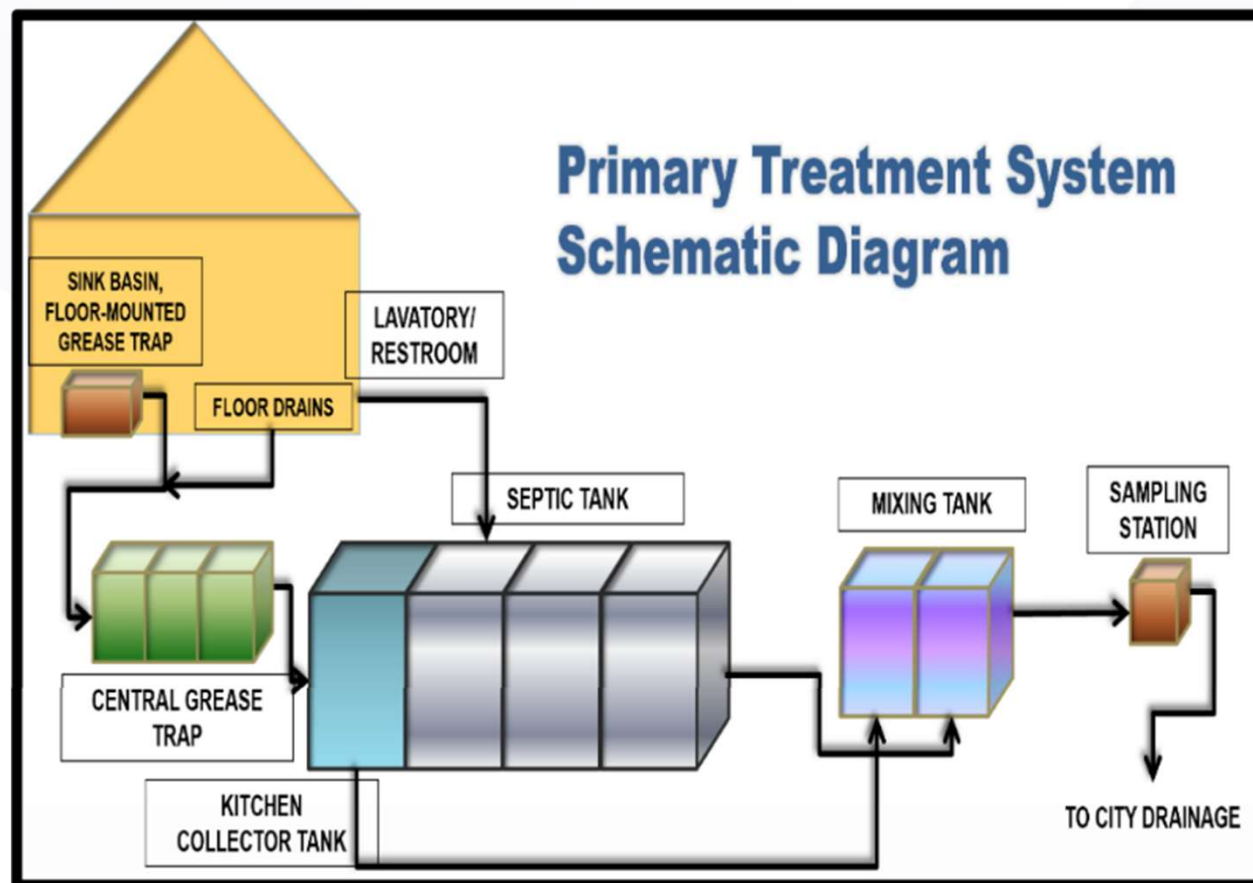 Primary Treatment System
Schematic Diagram
SINK BASIN,
FLOOR-MOUNTED
GREASE TRAP
LAVATORY/
RESTROOM
FLOOR DRAINS
SEPTIC TANK
MIXING TANK
SAMPLING
STATION
CENTRAL GREASE
TRAP
KITCHEN
COLLECTOR TANK
TO CITY DRAINAGE